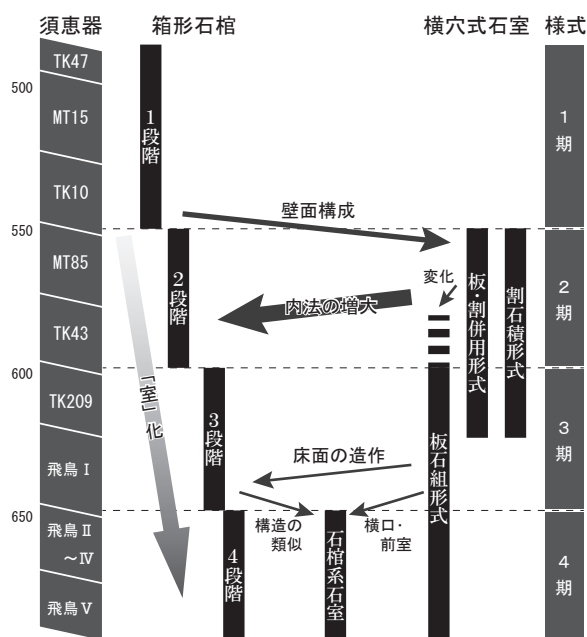 須恵器
箱形石棺
横穴式石室
様式
500
550
600
650
TK47
MT15
TK10
MT85
TK43
TK209
飛鳥Ⅰ
飛鳥Ⅱ
～Ⅳ
飛鳥Ⅴ
「室」化
1段階
2段階
3段階
4段階
壁面構成
内法の増大
変化
床面の造作
構造の
類似
横口・
前室
石棺系石室
板石組形式
板・割併用形式
割石積形式
1期
2期
3期
4期